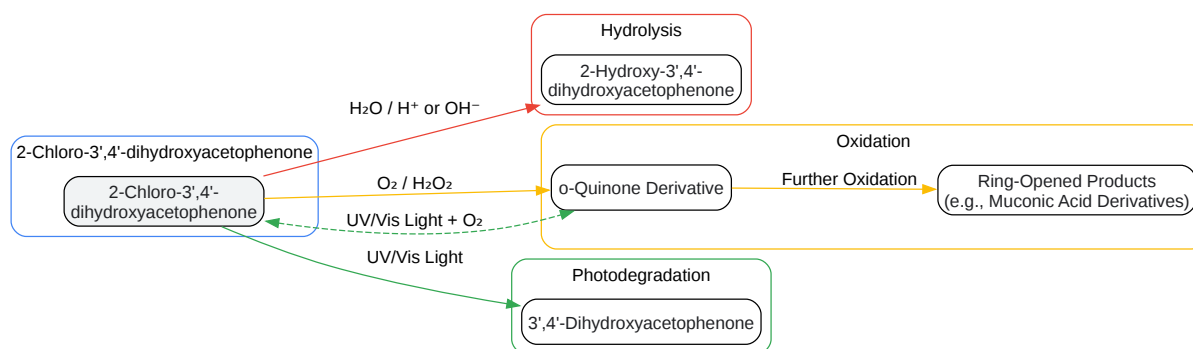 Hydrolysis
2-Hydroxy-3',4'-
dihydroxyacetophenone
H₂O / H⁺ or OH⁻
2-Chloro-3',4'-dihydroxyacetophenone
2-Chloro-3',4'-
dihydroxyacetophenone
Oxidation
O₂ / H₂O₂
o-Quinone Derivative
Further Oxidation
Ring-Opened Products
(e.g., Muconic Acid Derivatives)
UV/Vis Light + O₂
UV/Vis Light
Photodegradation
3',4'-Dihydroxyacetophenone